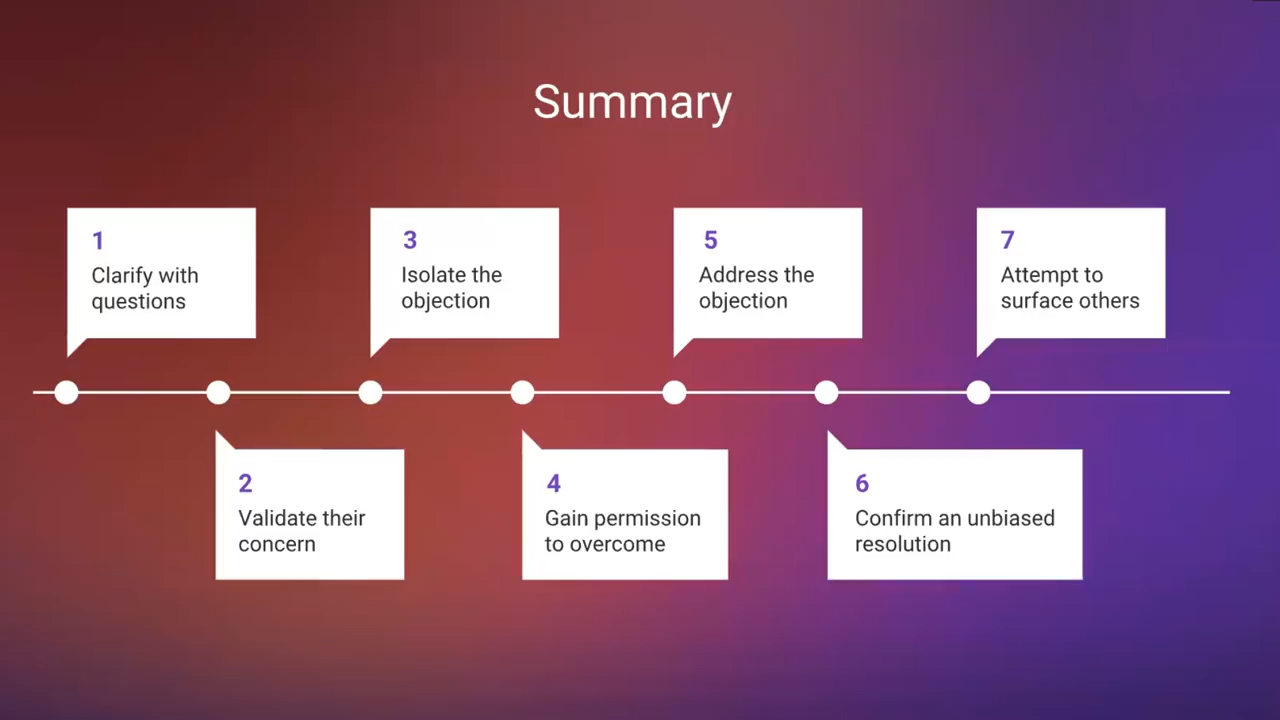 Summary
1
Clarify with
questions
2
Validate their
concern
3
Isolate the
objection
4
Gain permission
to overcome
5
Address the
objection
6
Confirm an unbiased
resolution
7
Attempt to
surface others